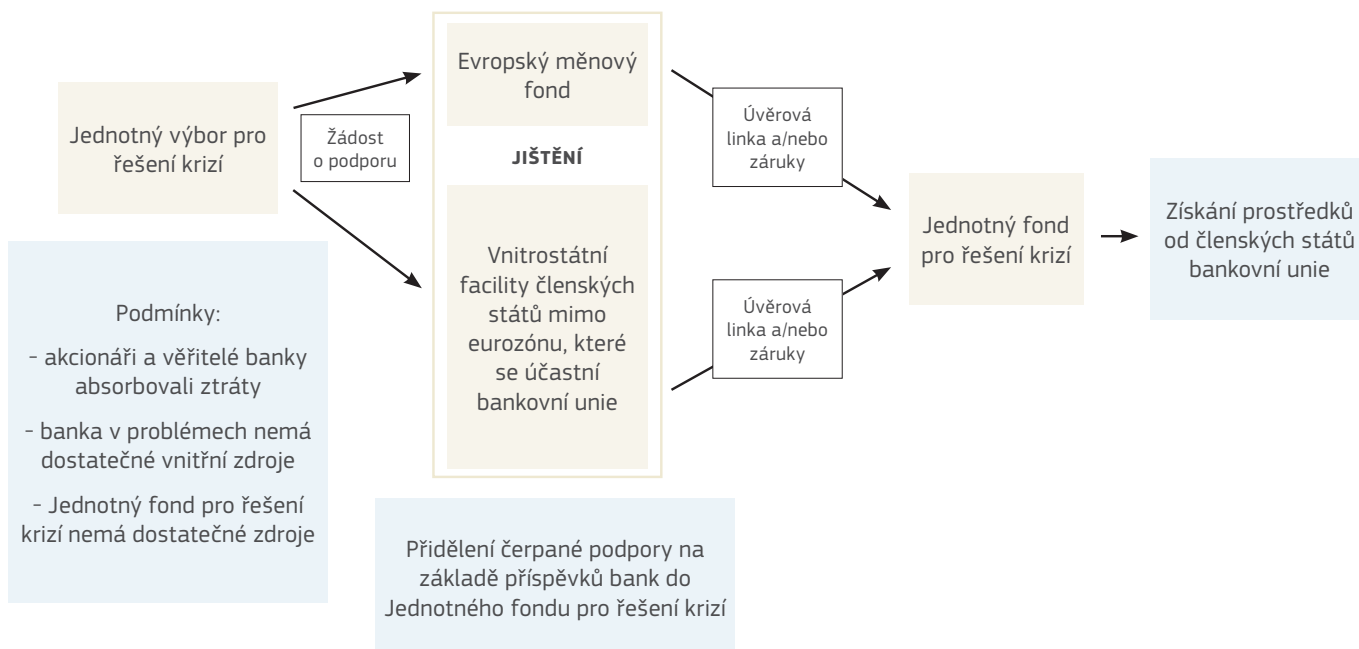 Jednotný výbor pro
řešení krizí
Žádost
o podporu
Podmínky:
- akcionáři a věřitelé banky
absorbovali ztráty
- banka v problémech nemá
dostatečné vnitřní zdroje
- Jednotný fond pro řešení
krizí nemá dostatečné zdroje
Evropský měnový
fond
JIŠTĚNÍ
Vnitrostátní
facility členských
států mimo
eurozónu, které
se účastní
bankovní unie
Přidělení čerpané podpory na
základě příspěvků bank do
Jednotného fondu pro řešení krizí
Úvěrová
linka a/nebo
záruky
Úvěrová
linka a/nebo
záruky
Jednotný fond
pro řešení krizí
Získání prostředků
od členských států
bankovní unie